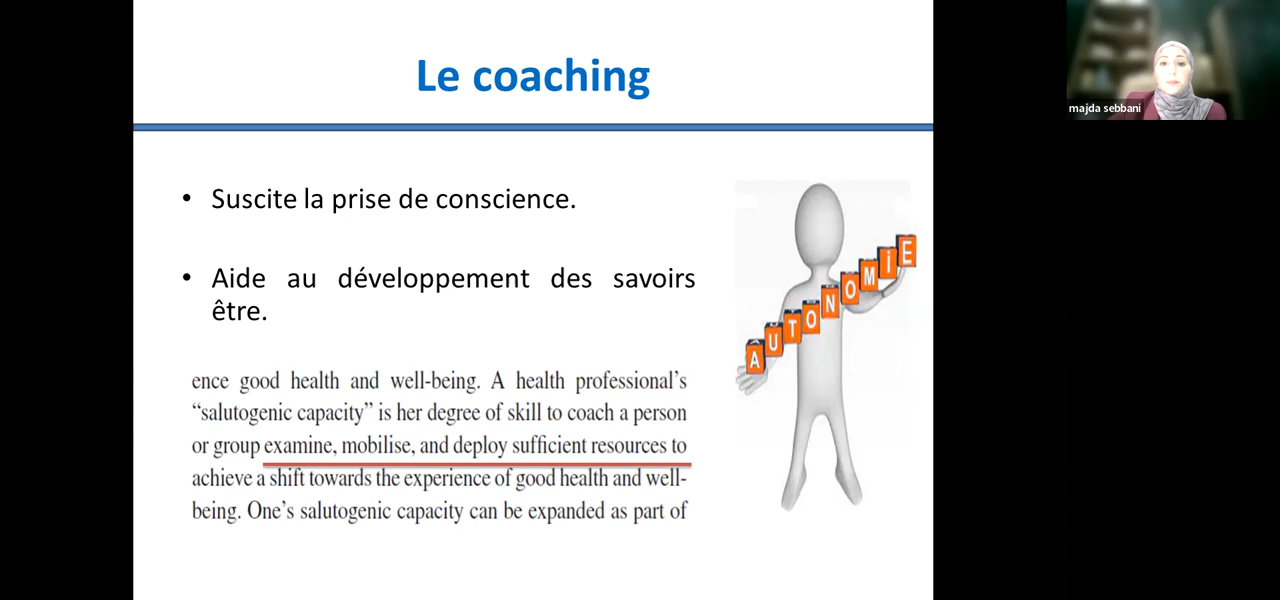 Le coaching
majda sebbani
• Suscite la prise de conscience.
• Aide au développement des savoirs
être.
AUTONOMiE
ence good health and well-being. A health professional’s
“salutogenic capacity” is her degree of skill to coach a person
or group examine, mobilise, and deploy sufficient resources to
achieve a shift towards the experience of good health and well-
being. One’s salutogenic capacity can be expanded as part of